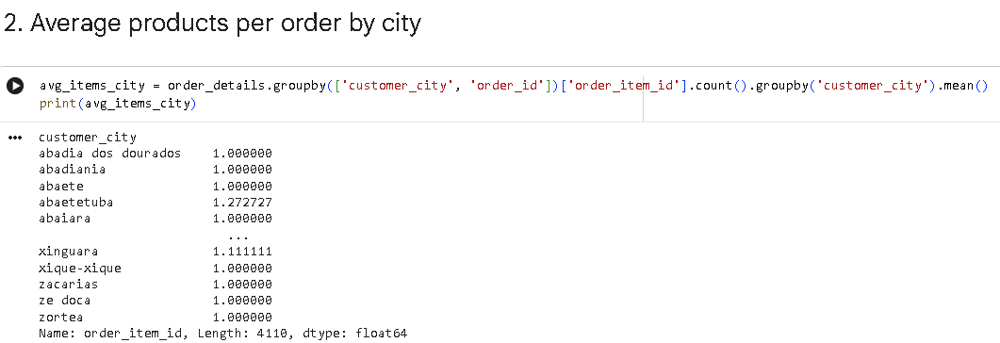 2. Average products per order by city
avg_items_city = order_details.groupby(['customer_city', 'order_id'])['order_item_id'].count().groupby('customer_city').mean()
print(avg_items_city)
customer_city
abadia dos dourados    1.000000
abadiania              1.000000
abaete                 1.000000
abaetetuba             1.272727
abaiara                1.000000
...
xinguara               1.111111
xique-xique            1.000000
zacarias               1.000000
ze doca                1.000000
zortea                 1.000000
Name: order_item_id, Length: 4110, dtype: float64